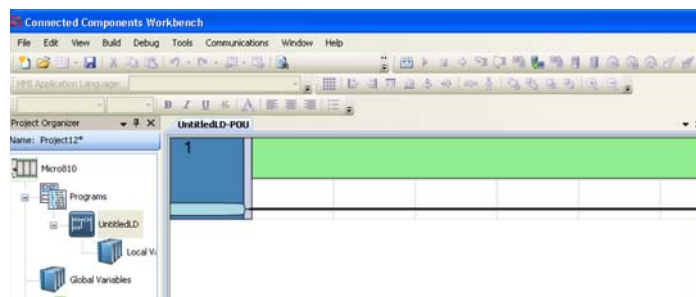 Connected Components Workbench
File Edit View Build Debug Tools Communications Window Help
HMI Application Language:
B I U K A
Project Organizer
UntitledLD-POU
Name: Project12*
1
Micro810
Programs
UntitledLD
Local Va
Global Variables